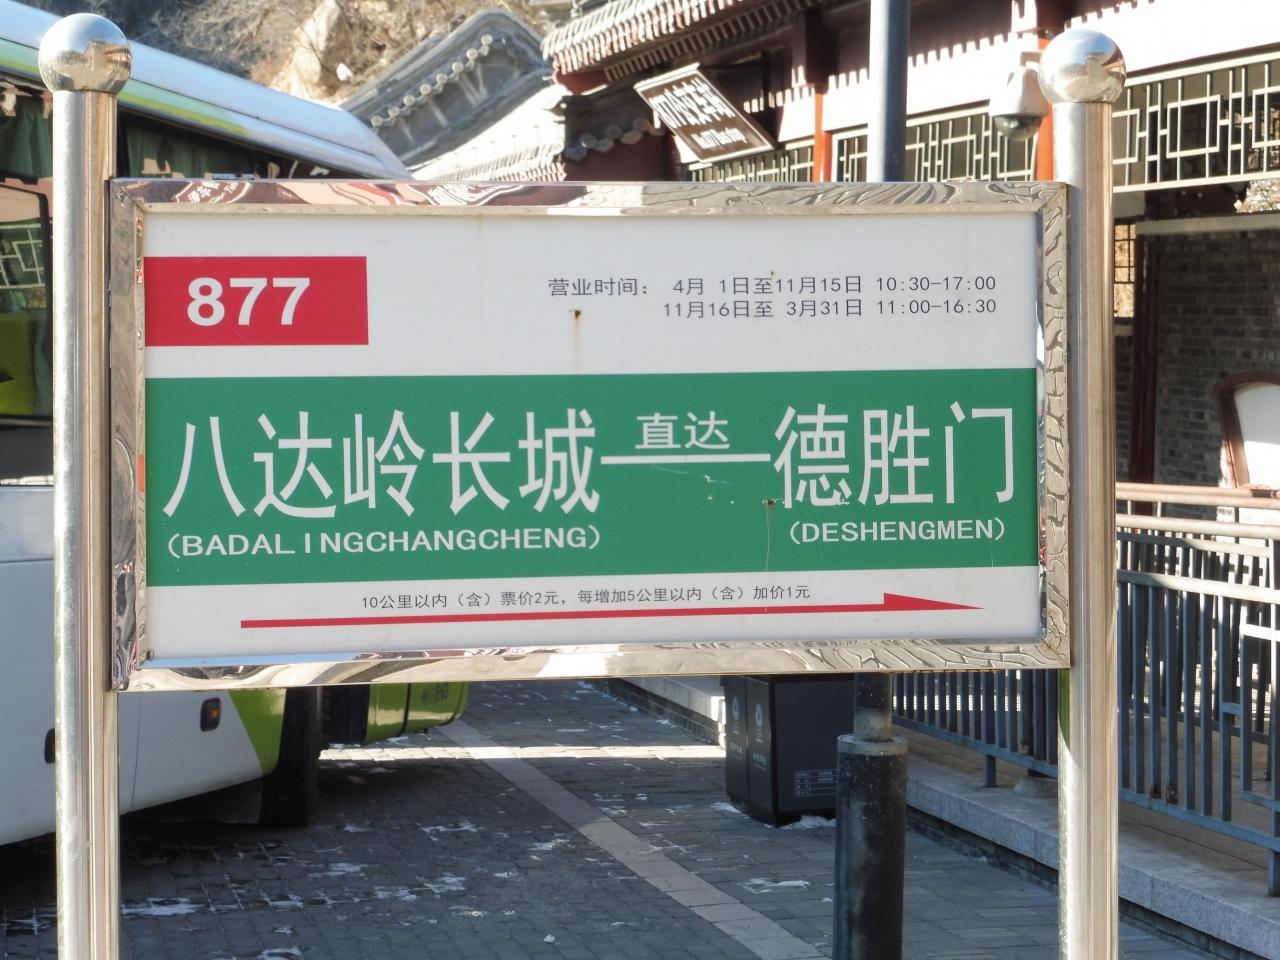 877
营业时间： 4月 1日至11月15日 10:30-17:00
11月16日至 3月31日 11:00-16:30
八达岭长城 直达 德胜门
(BADALINGCHANGCHENG) (DESHENGMEN)
10公里以内（含）票价2元，每增加5公里以内（含）加价1元